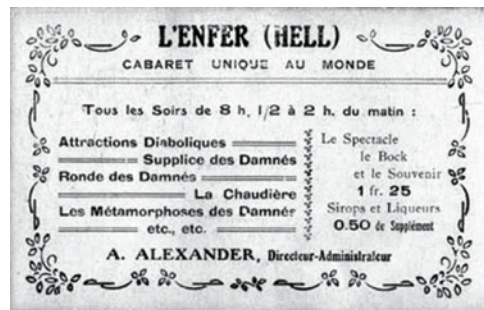 L'ENFER (HELL)
CABARET UNIQUE AU MONDE
Tous les Soirs de 8 h. 1/2 à 2 h. du matin :
Attractions Diaboliques
Supplice des Damnés
Ronde des Damnés
La Chaudière
Les Métamorphoses des Damnés
etc., etc.
Le Spectacle
le Bock
et le Souvenir
1 fr. 25
Sirops et Liqueurs
0.50 de Supplément
A. ALEXANDER, Directeur-Administrateur